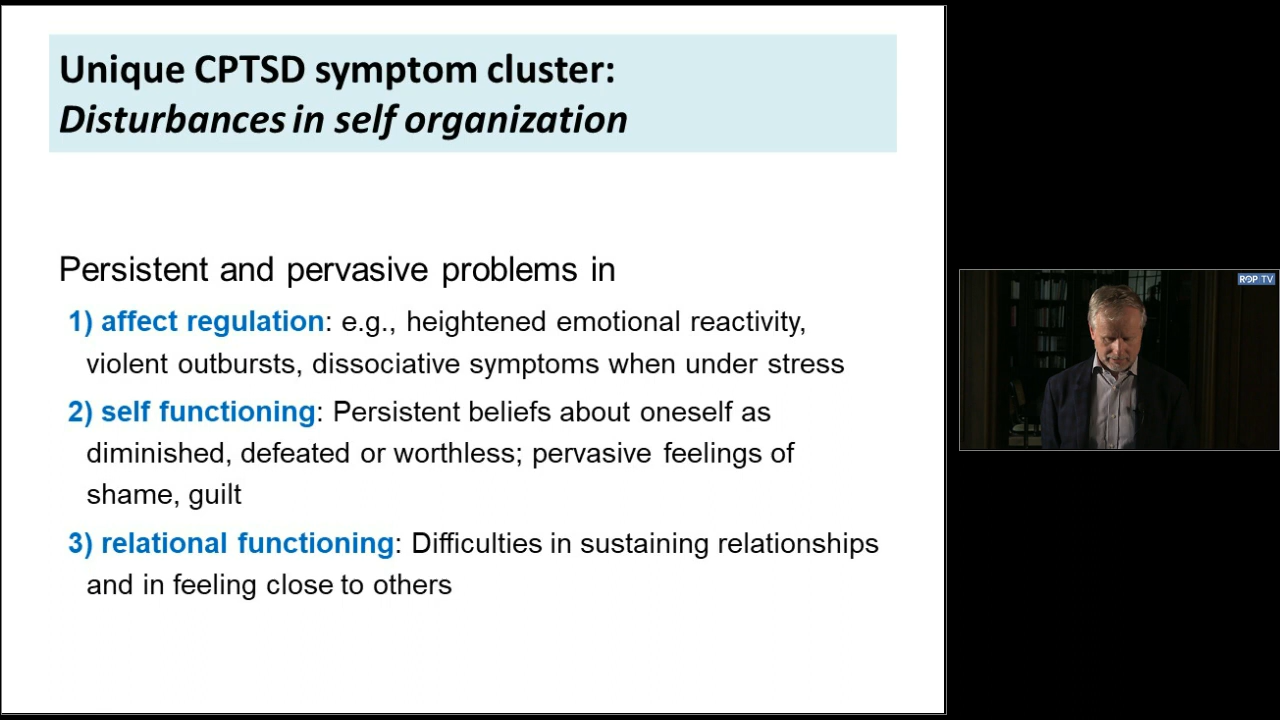 Unique CPTSD symptom cluster:
Disturbances in self organization
Persistent and pervasive problems in
1) affect regulation: e.g., heightened emotional reactivity,
violent outbursts, dissociative symptoms when under stress
2) self functioning: Persistent beliefs about oneself as
diminished, defeated or worthless; pervasive feelings of
shame, guilt
3) relational functioning: Difficulties in sustaining relationships
and in feeling close to others
ROP TV